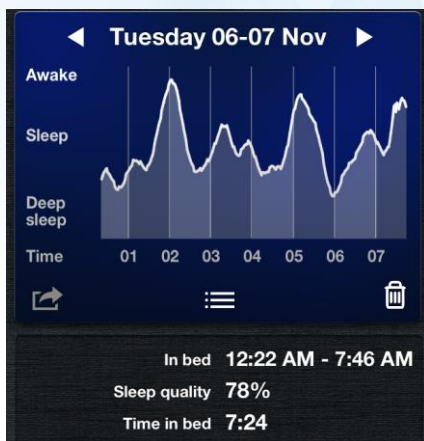 Tuesday 06-07 Nov
Awake
Sleep
Deep
sleep
Time 01 02 03 04 05 06 07
In bed 12:22 AM - 7:46 AM
Sleep quality 78%
Time in bed 7:24